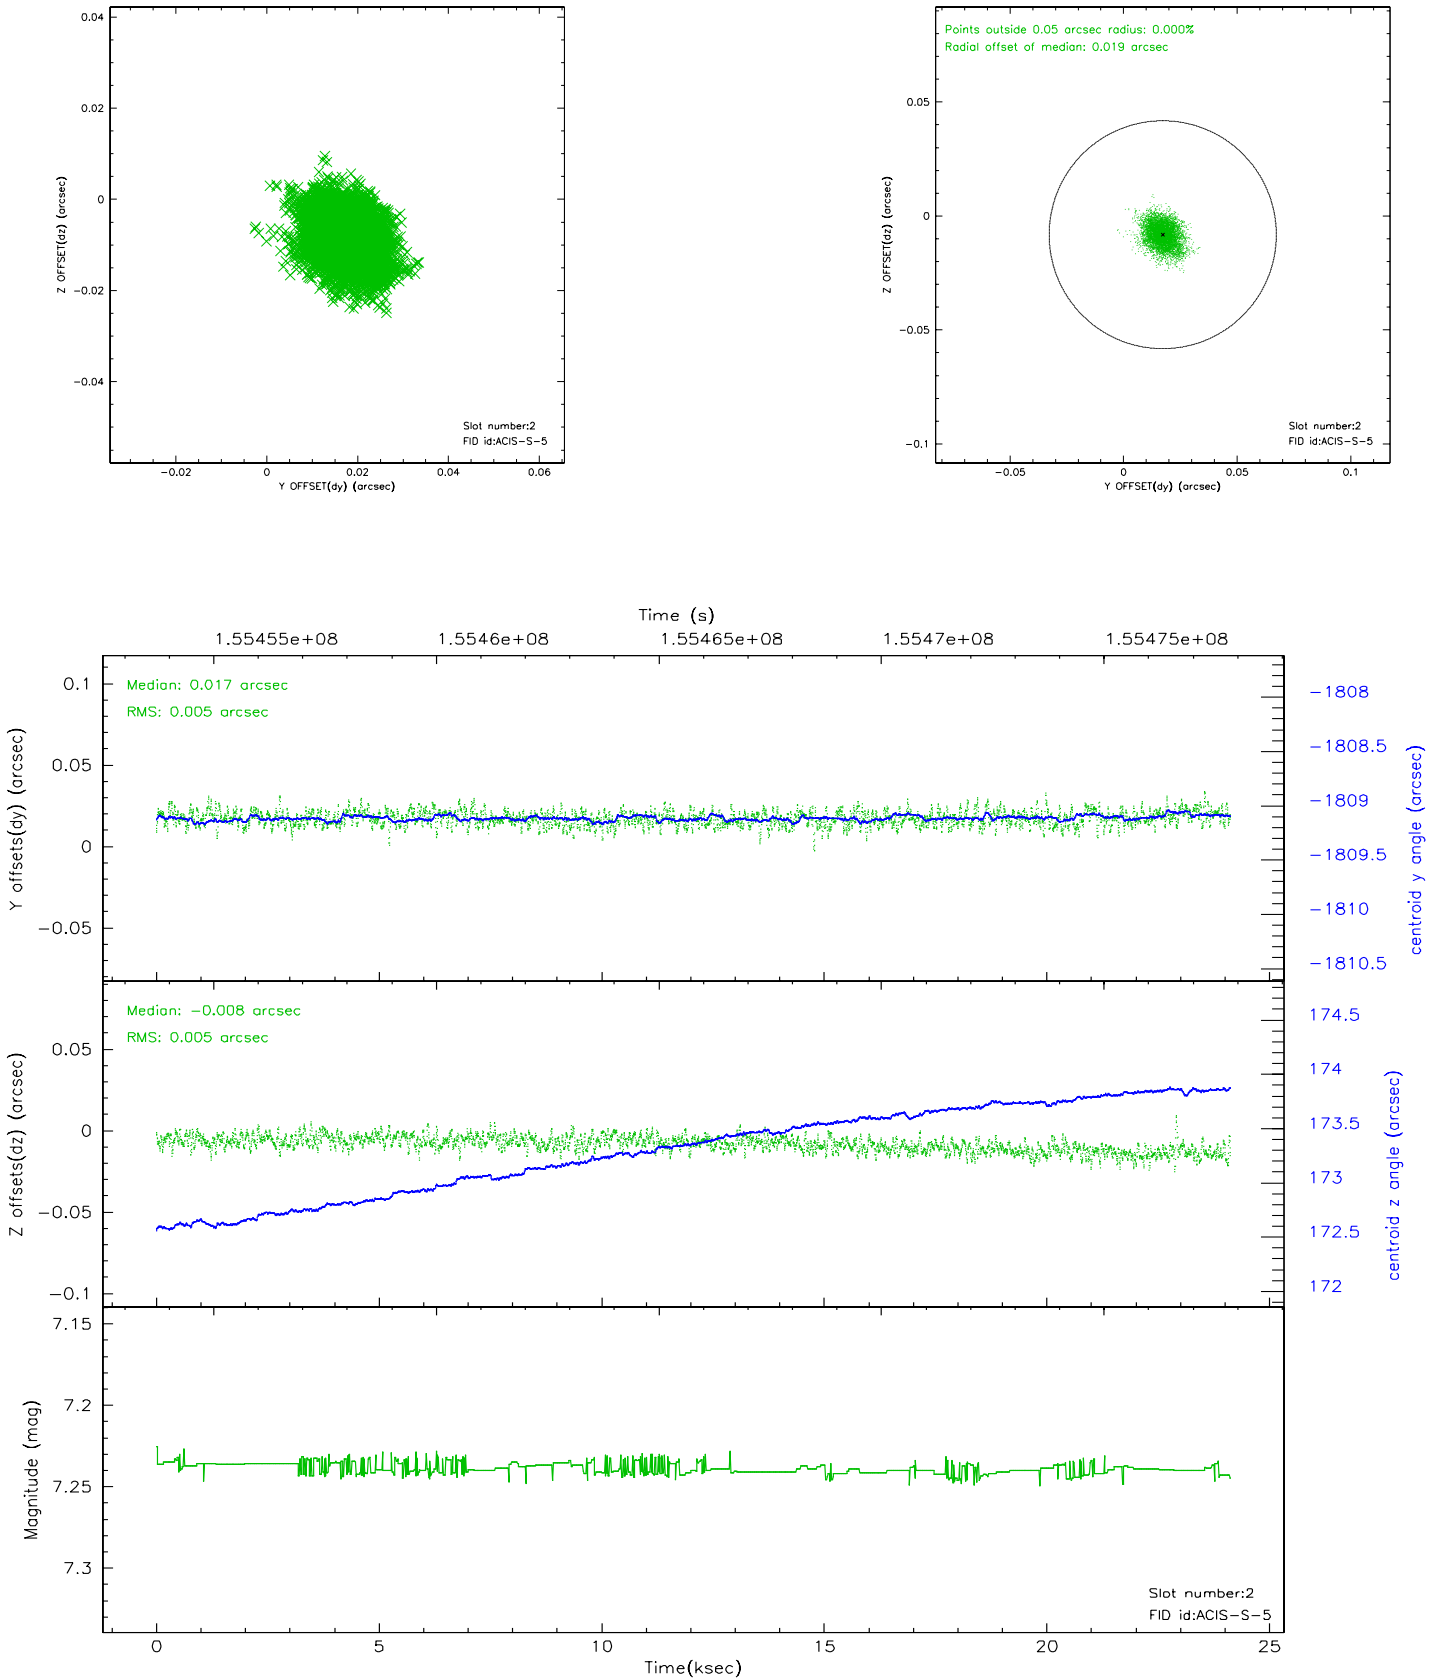 0.04
0.02
0
−0.02
−0.04
Z OFFSET(dz) (arcsec)
Slot number:2
FID id:ACIS−S−5
−0.02 0 0.02 0.04 0.06
Y OFFSET(dy) (arcsec)
Points outside 0.05 arcsec radius: 0.000%
Radial offset of median: 0.019 arcsec
0.05
0
−0.05
−0.1
Z OFFSET(dz) (arcsec)
Slot number:2
FID id:ACIS−S−5
−0.05 0 0.05 0.1
Y OFFSET(dy) (arcsec)
Time (s)
1.55455e+08 1.5546e+08 1.55465e+08 1.5547e+08 1.55475e+08
Median: 0.017 arcsec
RMS: 0.005 arcsec
0.1
0.05
0
−0.05
Y offsets(dy) (arcsec)
−1808
−1808.5
−1809
−1809.5
−1810
−1810.5
centroid y angle (arcsec)
Median: −0.008 arcsec
RMS: 0.005 arcsec
0.05
0
−0.05
−0.1
Z offsets(dz) (arcsec)
174.5
174
173.5
173
172.5
172
centroid z angle (arcsec)
7.15
7.2
7.25
7.3
Magnitude (mag)
Slot number:2
FID id:ACIS−S−5
0 5 10 15 20 25
Time(ksec)